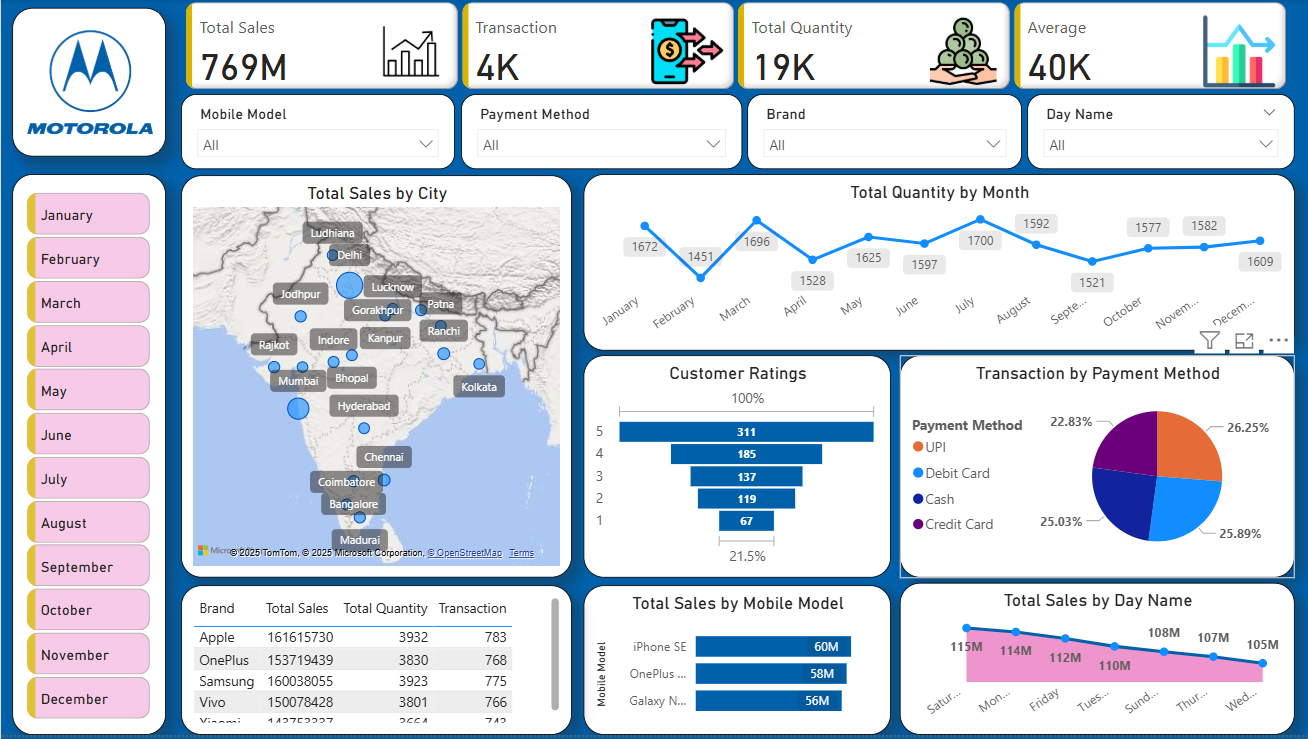 MOTOROLA
Total Sales
769M
Transaction
4K
Total Quantity
19K
Average
40K
Mobile Model
All
Payment Method
All
Brand
All
Day Name
All
January
February
March
April
May
June
July
August
September
October
November
December
Total Sales by City
Ludhiana
Delhi
Lucknow
Jodhpur
Patna
Gorakhpur
Ranchi
Kanpur
Indore
Rajkot
Mumbai
Bhopal
Kolkata
Hyderabad
Chennai
Coimbatore
Bangalore
Madurai
© 2025 TomTom, © 2025 Microsoft Corporation, © OpenStreetMap Terms
Total Quantity by Month
1672
1451
1696
1528
1625
1597
1700
1592
1521
1577
1582
1609
January
February
March
April
May
June
July
August
Septe...
October
Novem...
Decem...
Customer Ratings
100%
5 311
4 185
3 137
2 119
1 67
21.5%
Transaction by Payment Method
Payment Method
UPI
Debit Card
Cash
Credit Card
22.83%
26.25%
25.03%
25.89%
Brand Total Sales Total Quantity Transaction
Apple 161615730 3932 783
OnePlus 153719439 3830 768
Samsung 160038055 3923 775
Vivo 150078428 3801 766
Xiaomi 143753337 3664 743
Total Sales by Mobile Model
Mobile Model
iPhone SE 60M
OnePlus ... 58M
Galaxy N... 56M
Total Sales by Day Name
115M
114M
112M
110M
108M
107M
105M
Satur...
Mon...
Friday
Tues...
Sund...
Thur...
Wed...